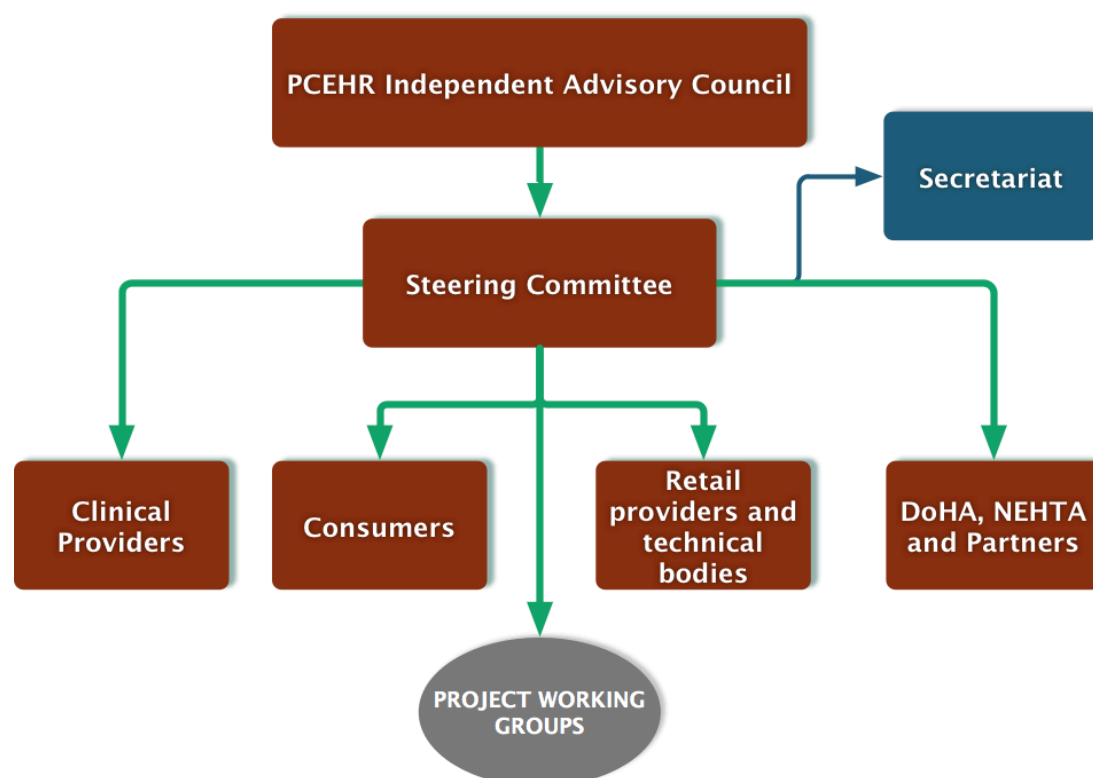 PCEHR Independent Advisory Council
Secretariat
Steering Committee
Clinical
Providers
Consumers
Retail
providers and
technical
bodies
DoHA, NEHTA
and Partners
PROJECT WORKING
GROUPS